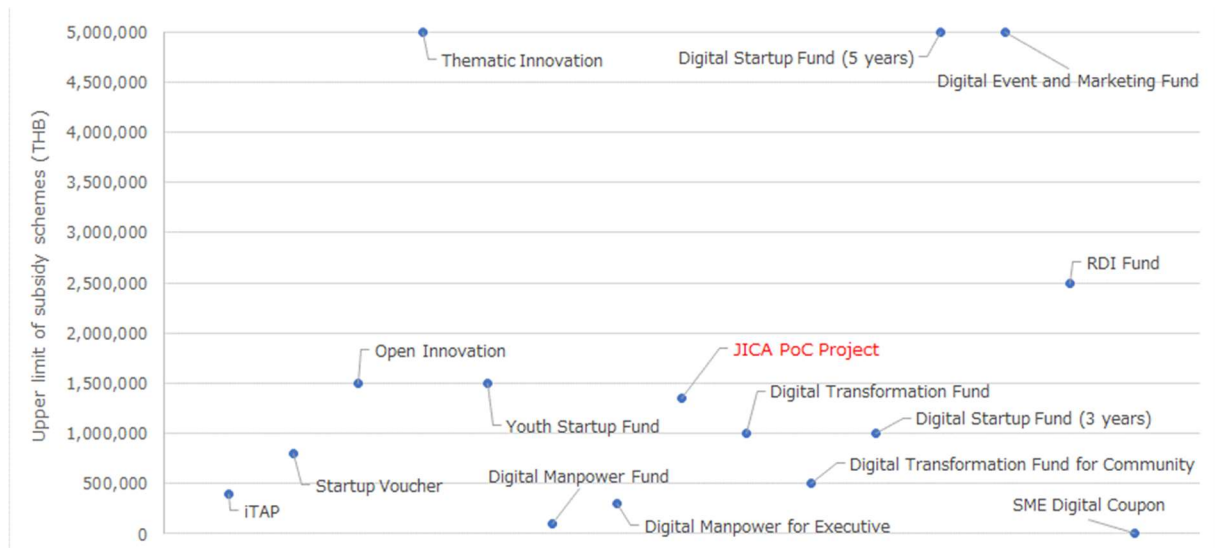 Upper limit of subsidy schemes (THB)
5,000,000
4,500,000
4,000,000
3,500,000
3,000,000
2,500,000
2,000,000
1,500,000
1,000,000
500,000
0
Thematic Innovation
Digital Startup Fund (5 years)
Digital Event and Marketing Fund
RDI Fund
Open Innovation
JICA PoC Project
Digital Transformation Fund
Youth Startup Fund
Digital Startup Fund (3 years)
Digital Transformation Fund for Community
Digital Manpower Fund
Startup Voucher
iTAP
Digital Manpower for Executive
SME Digital Coupon